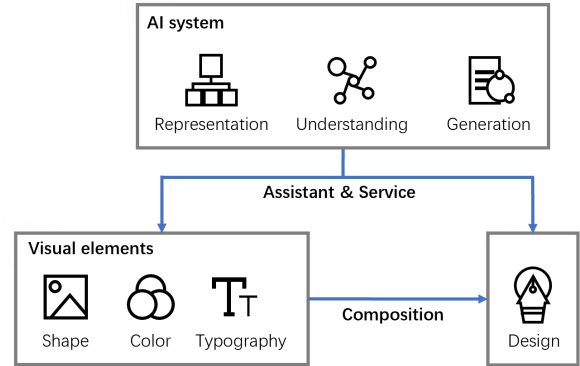 AI system
Representation
Understanding
Generation
Assistant & Service
Visual elements
Shape
Color
Typography
Composition
Design